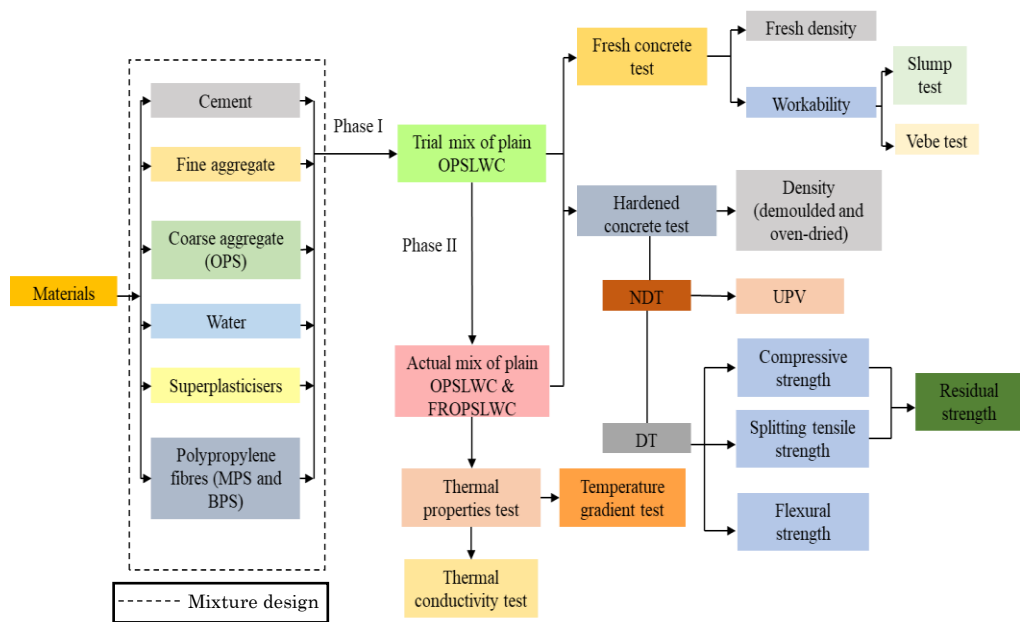 Materials
Cement
Fine aggregate
Coarse aggregate
(OPS)
Water
Superplasticisers
Polypropylene
fibres (MPS and
BPS)
Mixture design
Phase I
Trial mix of plain
OPSLWC
Phase II
Actual mix of plain
OPSLWC &
FROPSLWC
Thermal
properties test
Temperature
gradient test
Thermal
conductivity test
Fresh concrete
test
Fresh density
Workability
Slump
test
Vebe test
Hardened
concrete test
Density
(demoulded and
oven-dried)
NDT
UPV
DT
Compressive
strength
Splitting tensile
strength
Flexural
strength
Residual
strength